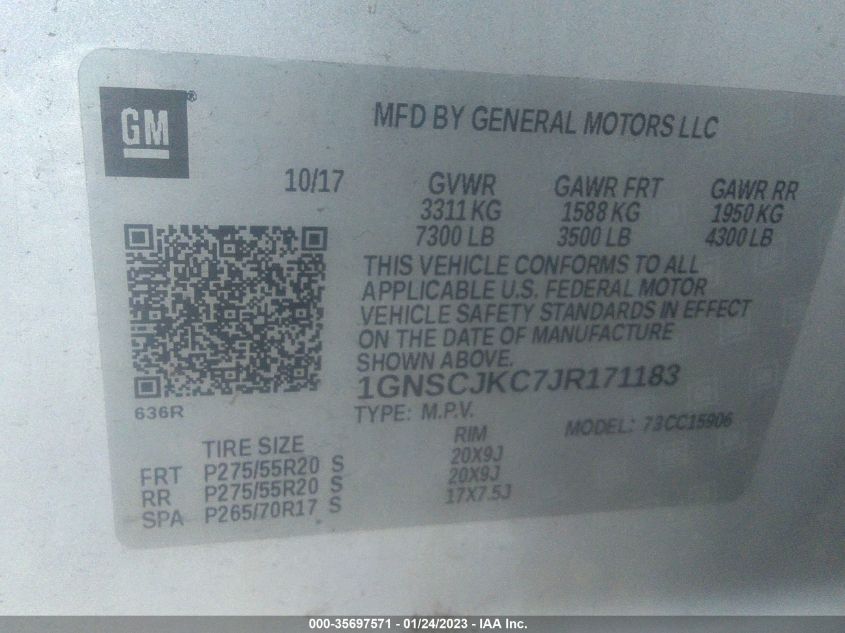 GM®
MFD BY GENERAL MOTORS LLC
10/17
GVWR GAWR FRT GAWR RR
3311 KG 1588 KG 1950 KG
7300 LB 3500 LB 4300 LB
THIS VEHICLE CONFORMS TO ALL
APPLICABLE U.S. FEDERAL MOTOR
VEHICLE SAFETY STANDARDS IN EFFECT
ON THE DATE OF MANUFACTURE
SHOWN ABOVE.
1GNSCJKC7JR171183
636R
TYPE: M.P.V. MODEL: 73CC15906
TIRE SIZE RIM
FRT P275/55R20 S 20X9J
RR P275/55R20 S 20X9J
SPA P265/70R17 S 17X7.5J
000-35697571 - 01/24/2023 - IAA Inc.